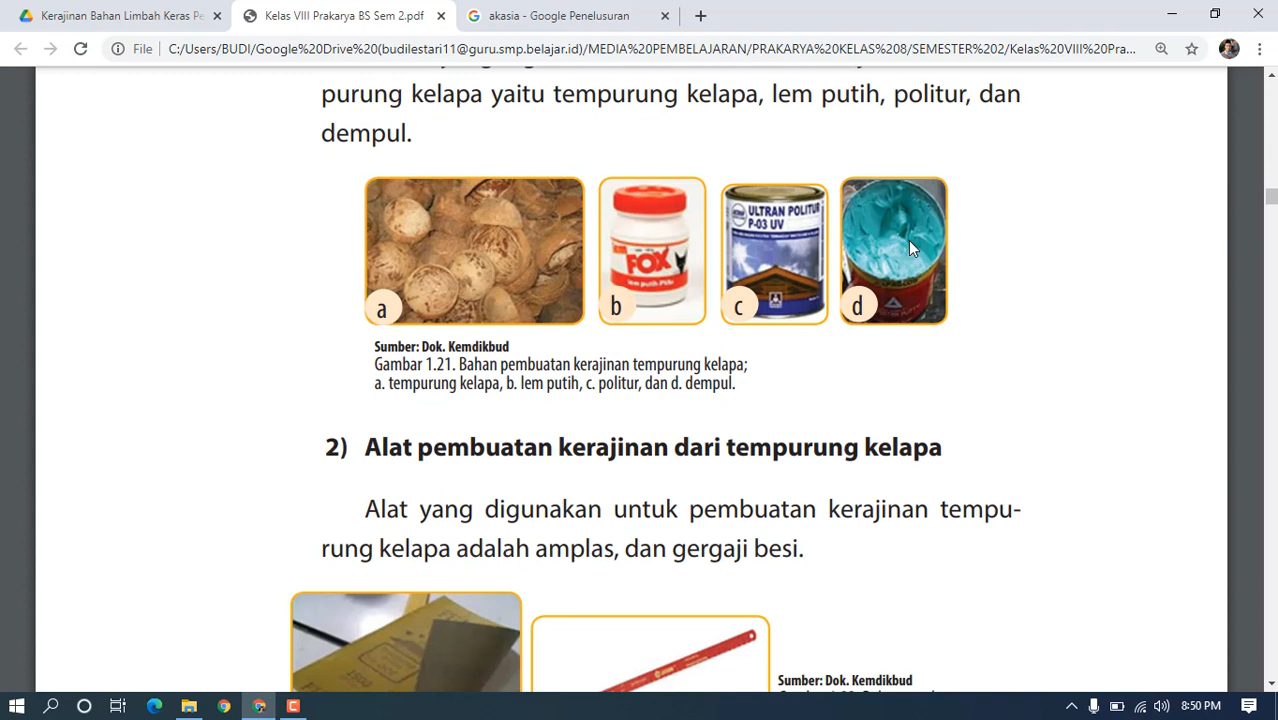 Kerajinan Bahan Limbah Keras Pe
Kelas VIII Prakarya BS Sem 2.pdf
akasia - Google Penelusuran
File
C:/Users/BUDI/Google%20Drive%20(budilestari11@guru.smp.belajar.id)/MEDIA%20PEMBELAJARAN/PRAKARYA%20KELAS%208/SEMESTER%202/Kelas%20VIII%20Pra...
purung kelapa yaitu tempurung kelapa, lem putih, politur, dan
dempul.
FOX
lem putih PVAc
ULTRAN POLITUR
P-03 UV
a
b
c
d
Sumber: Dok. Kemdikbud
Gambar 1.21. Bahan pembuatan kerajinan tempurung kelapa;
a. tempurung kelapa, b. lem putih, c. politur, dan d. dempul.
2) Alat pembuatan kerajinan dari tempurung kelapa
Alat yang digunakan untuk pembuatan kerajinan tempu-
rung kelapa adalah amplas, dan gergaji besi.
Sumber: Dok. Kemdikbud
8:50 PM